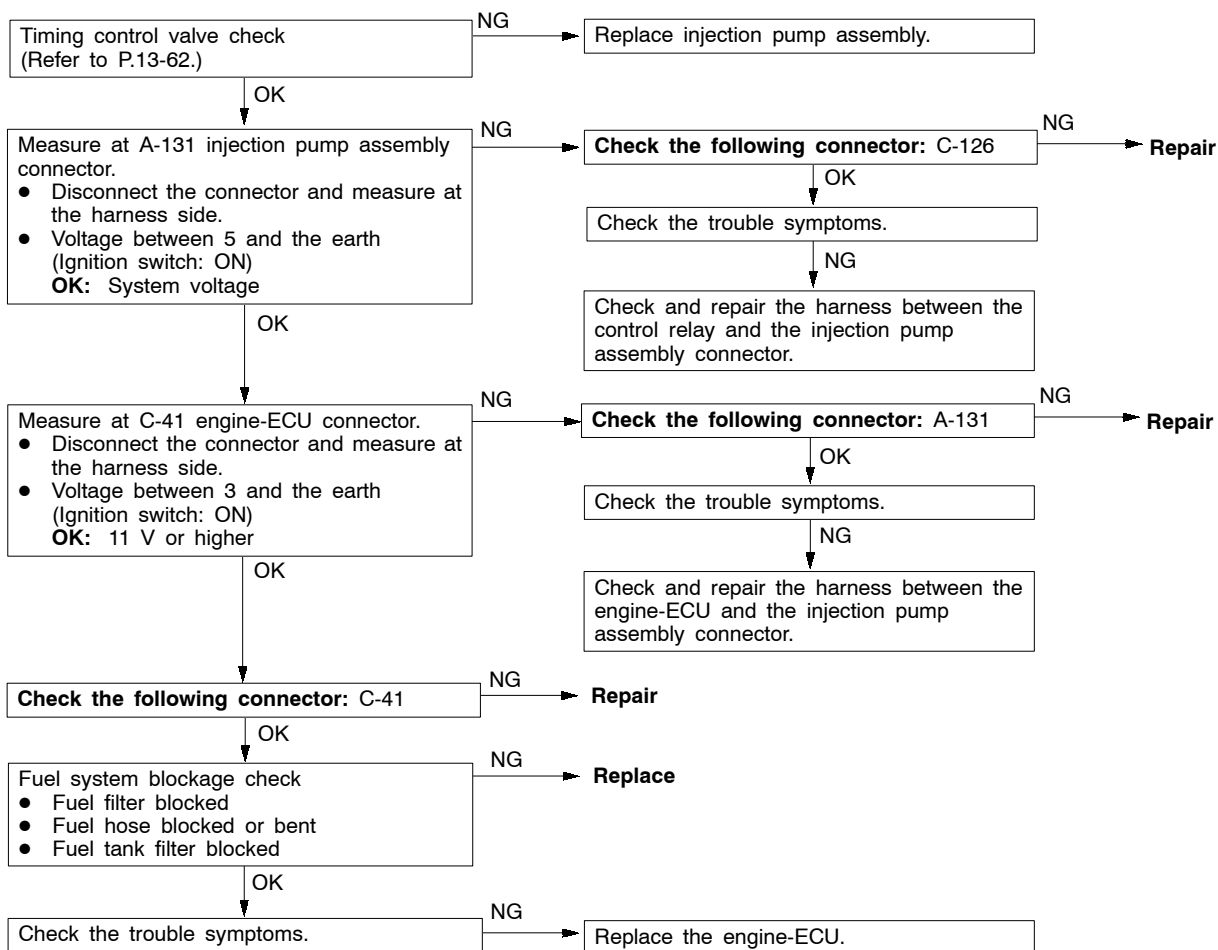 Timing control valve check
(Refer to P.13-62.)
NG
Replace injection pump assembly.
OK
Measure at A-131 injection pump assembly
connector.
● Disconnect the connector and measure at
the harness side.
● Voltage between 5 and the earth
(Ignition switch: ON)
OK: System voltage
NG
Check the following connector: C-126
NG
Repair
OK
Check the trouble symptoms.
NG
Check and repair the harness between the
control relay and the injection pump
assembly connector.
OK
Measure at C-41 engine-ECU connector.
● Disconnect the connector and measure at
the harness side.
● Voltage between 3 and the earth
(Ignition switch: ON)
OK: 11 V or higher
NG
Check the following connector: A-131
NG
Repair
OK
Check the trouble symptoms.
NG
Check and repair the harness between the
engine-ECU and the injection pump
assembly connector.
OK
Check the following connector: C-41
NG
Repair
OK
Fuel system blockage check
● Fuel filter blocked
● Fuel hose blocked or bent
● Fuel tank filter blocked
NG
Replace
OK
Check the trouble symptoms.
NG
Replace the engine-ECU.